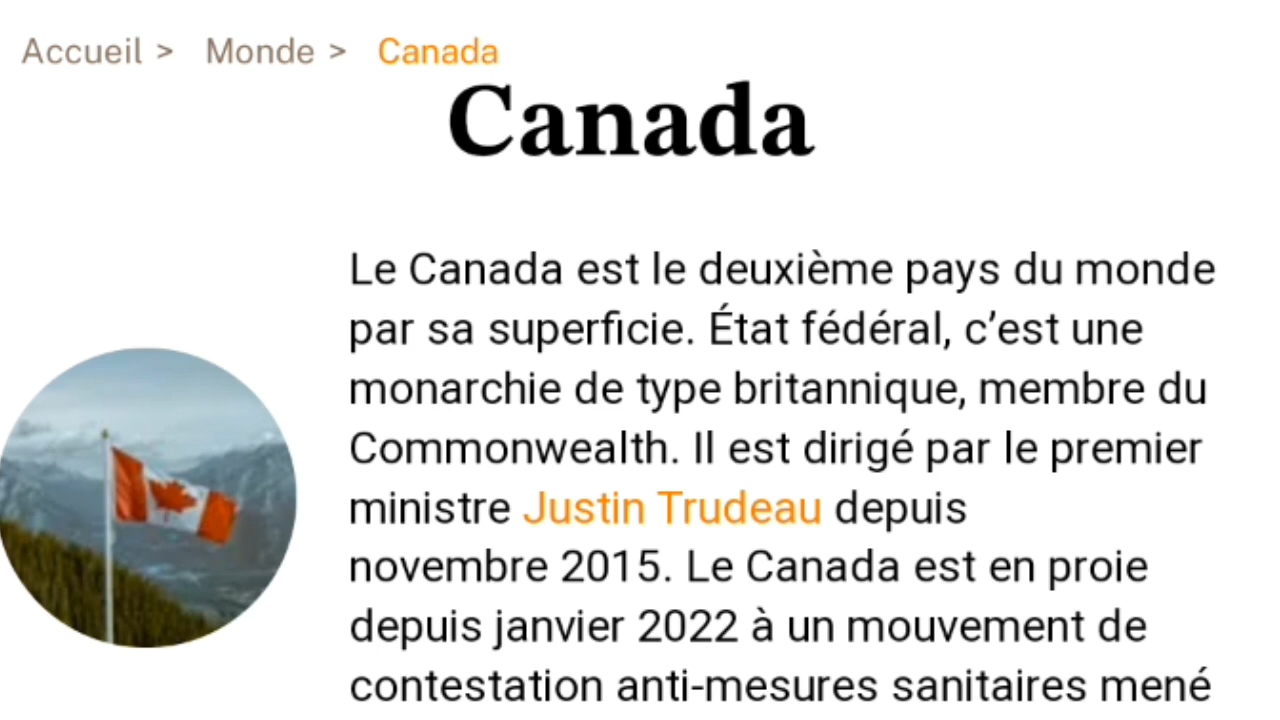 Accueil > Monde > Canada
Canada
Le Canada est le deuxième pays du monde
par sa superficie. État fédéral, c’est une
monarchie de type britannique, membre du
Commonwealth. Il est dirigé par le premier
ministre Justin Trudeau depuis
novembre 2015. Le Canada est en proie
depuis janvier 2022 à un mouvement de
contestation anti-mesures sanitaires mené